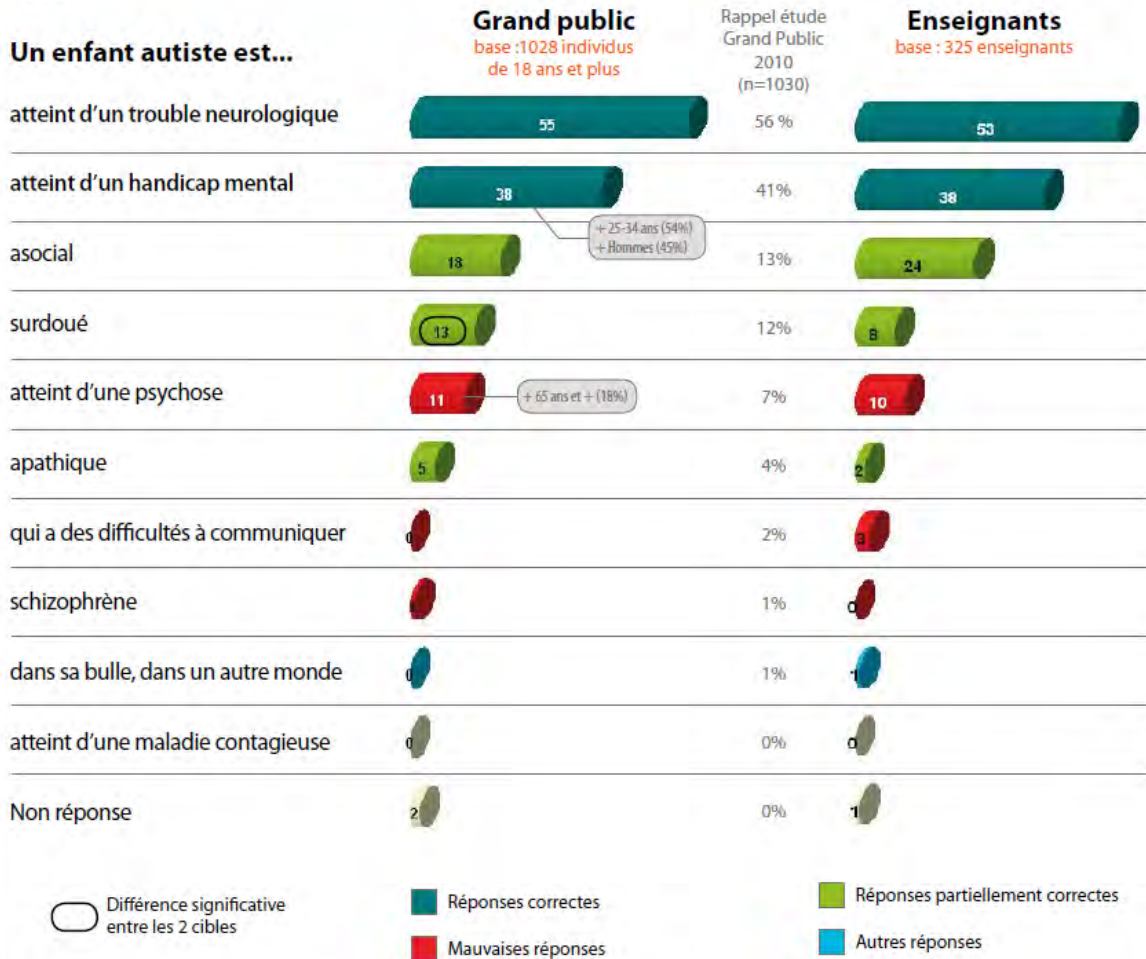 Un enfant autiste est...
Grand public
base :1028 individus
de 18 ans et plus
Rappel étude
Grand Public
2010
(n=1030)
Enseignants
base : 325 enseignants
atteint d'un trouble neurologique
55
56 %
53
atteint d'un handicap mental
38
41%
38
+ 25-34 ans (54%)
+ Hommes (45%)
asocial
18
13%
24
surdoué
13
12%
8
atteint d'une psychose
11
+ 65 ans et + (18%)
7%
10
apathique
5
4%
2
qui a des difficultés à communiquer
0
2%
3
schizophrène
1%
0
dans sa bulle, dans un autre monde
0
1%
1
atteint d'une maladie contagieuse
0
0%
0
Non réponse
2
0%
1
Différence significative
entre les 2 cibles
Réponses correctes
Mauvaises réponses
Réponses partiellement correctes
Autres réponses